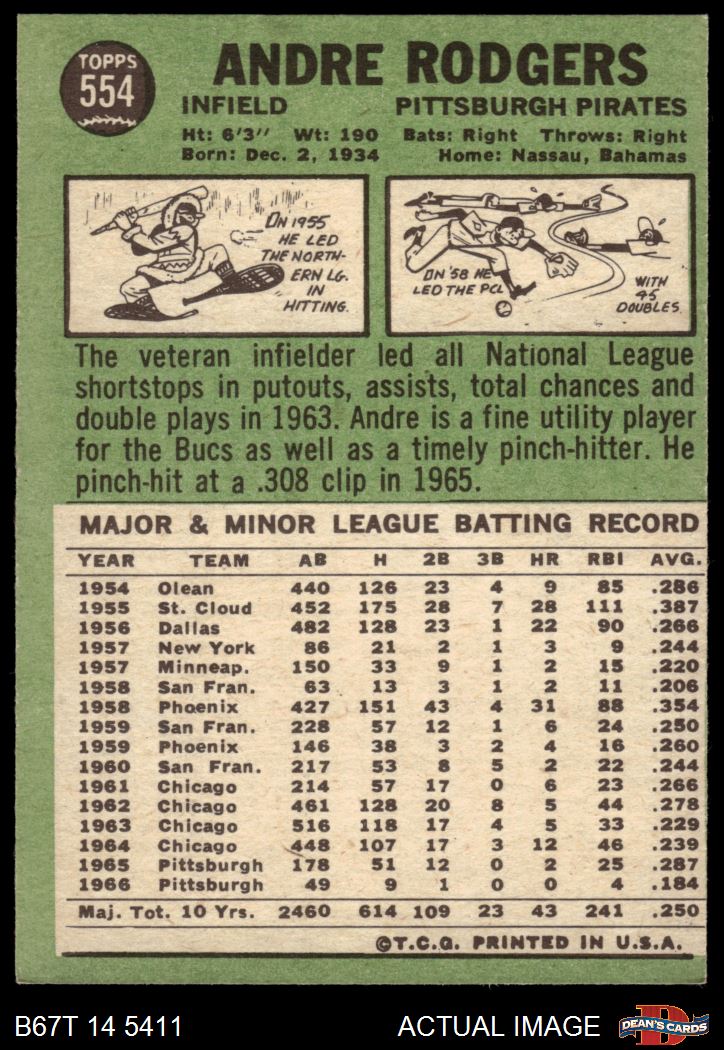 TOPPS
554
ANDRE RODGERS
INFIELD PITTSBURGH PIRATES
Ht: 6'3" Wt: 190 Bats: Right Throws: Right
Born: Dec. 2, 1934 Home: Nassau, Bahamas
ON 1955
HE LED
THE NORTH-
ERN LG.
IN
HITTING.
ON '58 HE
LED THE PCL
WITH
45
DOUBLES.
The veteran infielder led all National League
shortstops in putouts, assists, total chances and
double plays in 1963. Andre is a fine utility player
for the Bucs as well as a timely pinch-hitter. He
pinch-hit at a .308 clip in 1965.
MAJOR & MINOR LEAGUE BATTING RECORD
YEAR TEAM AB H 2B 3B HR RBI AVG.
1954 Olean 440 126 23 4 9 85 .286
1955 St. Cloud 452 175 28 7 28 111 .387
1956 Dallas 482 128 23 1 22 90 .266
1957 New York 86 21 2 1 3 9 .244
1957 Minneap. 150 33 9 1 2 15 .220
1958 San Fran. 63 13 3 1 2 11 .206
1958 Phoenix 427 151 43 4 31 88 .354
1959 San Fran. 228 57 12 1 6 24 .250
1959 Phoenix 146 38 3 2 4 16 .260
1960 San Fran. 217 53 8 5 2 22 .244
1961 Chicago 214 57 17 0 6 23 .266
1962 Chicago 461 128 20 8 5 44 .278
1963 Chicago 516 118 17 4 5 33 .229
1964 Chicago 448 107 17 3 12 46 .239
1965 Pittsburgh 178 51 12 0 2 25 .287
1966 Pittsburgh 49 9 1 0 0 4 .184
Maj. Tot. 10 Yrs. 2460 614 109 23 43 241 .250
©T.C.G. PRINTED IN U.S.A.
B67T 14 5411 ACTUAL IMAGE DEAN'S CARDS